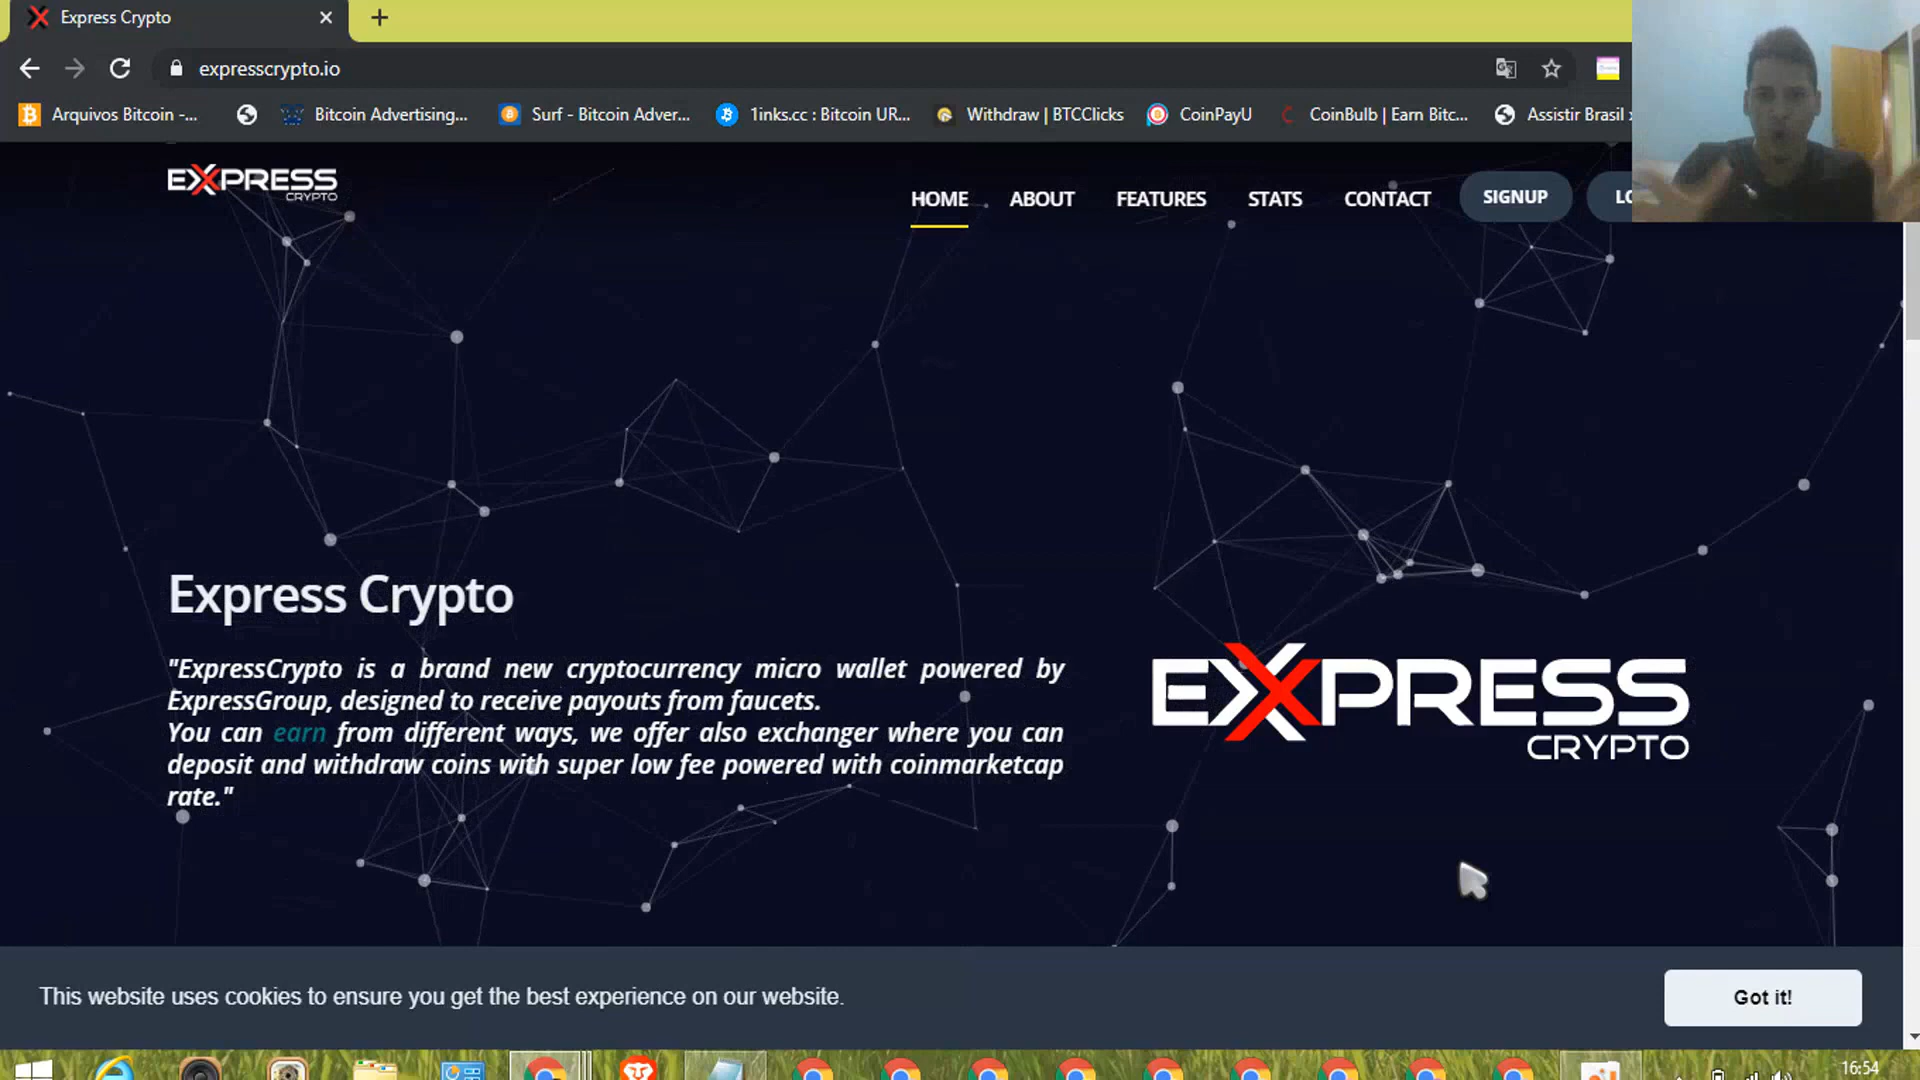 Express Crypto
expresscrypto.io
Arquivos Bitcoin -... Bitcoin Advertising... Surf - Bitcoin Adver... 1inks.cc : Bitcoin UR... Withdraw | BTCClicks CoinPayU CoinBulb | Earn Bitc... Assistir Brasil
EXPRESS
CRYPTO
HOME ABOUT FEATURES STATS CONTACT SIGNUP LO
Express Crypto
"ExpressCrypto is a brand new cryptocurrency micro wallet powered by
ExpressGroup, designed to receive payouts from faucets.
You can earn from different ways, we offer also exchanger where you can
deposit and withdraw coins with super low fee powered with coinmarketcap
rate."
EXPRESS
CRYPTO
This website uses cookies to ensure you get the best experience on our website.
Got it!
16:54